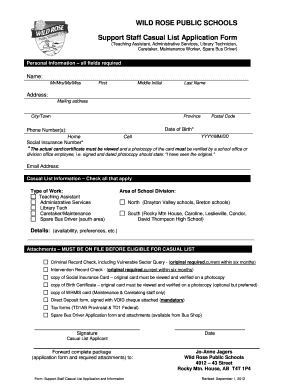 WILD ROSE
WILD ROSE PUBLIC SCHOOLS
Support Staff Casual List Application Form
(Teaching Assistant, Administrative Services, Library Technician,
Caretaker, Maintenance Worker, Spare Bus Driver)
Personal Information – all fields required
Name:
Mr/Mrs/Ms/Miss First Middle Initial Last Name
Address:
Mailing address
City/Town Province Postal Code
Phone Number(s): Date of Birth*
Home Cell YYYY/MM/DD
Social Insurance Number*
* The actual card/certificate must be viewed and a photocopy of the card must be verified by a school office or
division office employee, i.e. signed and dated photocopy should state: "I have seen the original."
Email Address:
Casual List Information – Check all that apply
Type of Work: Area of School Division:
Teaching Assistant
Administrative Services North (Drayton Valley schools, Breton schools)
Library Tech
Caretaker/Maintenance South (Rocky Mtn. House, Caroline, Leslieville, Condor,
Spare Bus Driver (south area) David Thompson High School)
Details: (availability, preferences, etc.)
Attachments – MUST BE ON FILE BEFORE ELIGIBLE FOR CASUAL LIST
Criminal Record Check, including Vulnerable Sector Query - (original required, current within six months)
Intervention Record Check - (original required, current within six months)
copy of Social Insurance Card – original card must be viewed and verified on a photocopy
copy of Birth Certificate – original card must be viewed and verified on a photocopy (optional but preferred)
copy of WHMIS card (Maintenance & Caretaking staff only)
Direct Deposit form, signed with VOID cheque attached (mandatory)
Tax forms (TD1AB Provincial & TD1 Federal)
Spare Bus Driver Application form and attachments (available from Bus Shop)
Signature Date
Casual List Applicant
Forward complete package Jo-Anne Jagers
(application form and required attachments) to: Wild Rose Public Schools
4912 – 43 Street
Rocky Mtn. House, AB T4T 1P4
Form: Support Staff Casual List Application and Information Revised: September 1, 2012